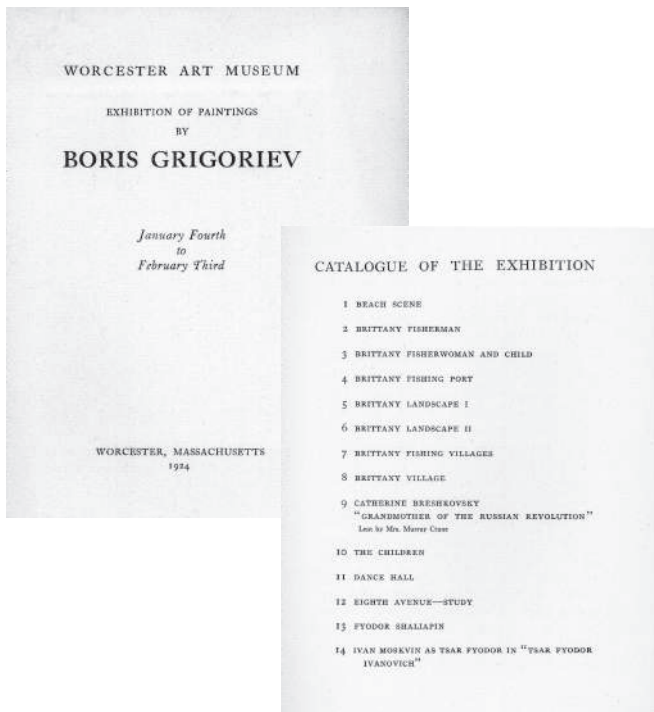 WORCESTER ART MUSEUM
EXHIBITION OF PAINTINGS
BY
BORIS GRIGORIEV
January Fourth
to
February Third
WORCESTER, MASSACHUSETTS
1924
CATALOGUE OF THE EXHIBITION
1 BEACH SCENE
2 BRITTANY FISHERMAN
3 BRITTANY FISHERWOMAN AND CHILD
4 BRITTANY FISHING PORT
5 BRITTANY LANDSCAPE I
6 BRITTANY LANDSCAPE II
7 BRITTANY FISHING VILLAGES
8 BRITTANY VILLAGE
9 CATHERINE BRESHKOVSKY
"GRANDMOTHER OF THE RUSSIAN REVOLUTION"
Lent by Mrs. Murray Crane
10 THE CHILDREN
11 DANCE HALL
12 EIGHTH AVENUE—STUDY
13 FYODOR SHALIAPIN
14 IVAN MOSKVIN AS TSAR FYODOR IN "TSAR FYODOR
IVANOVICH"